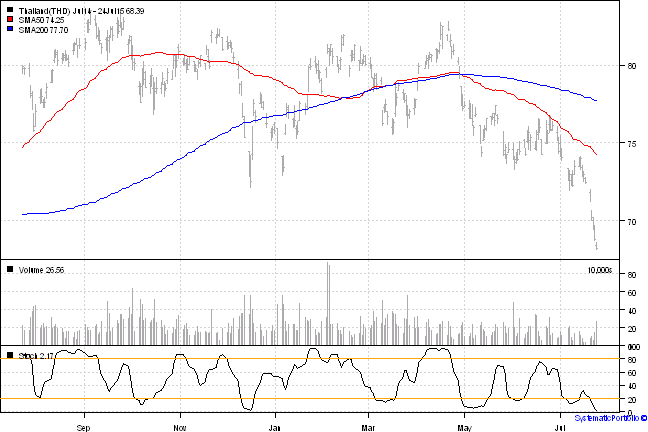 Thailand(THD) Jul14 - 24Jul15 68.39
SMA50 74.25
SMA200 77.70
80
75
70
Volume 26.56
10,000s
80
60
40
20
0
Stoch 2.17
100
80
60
40
20
0
Sep Nov Jan Mar May Jul
SystematicPortfolio ©